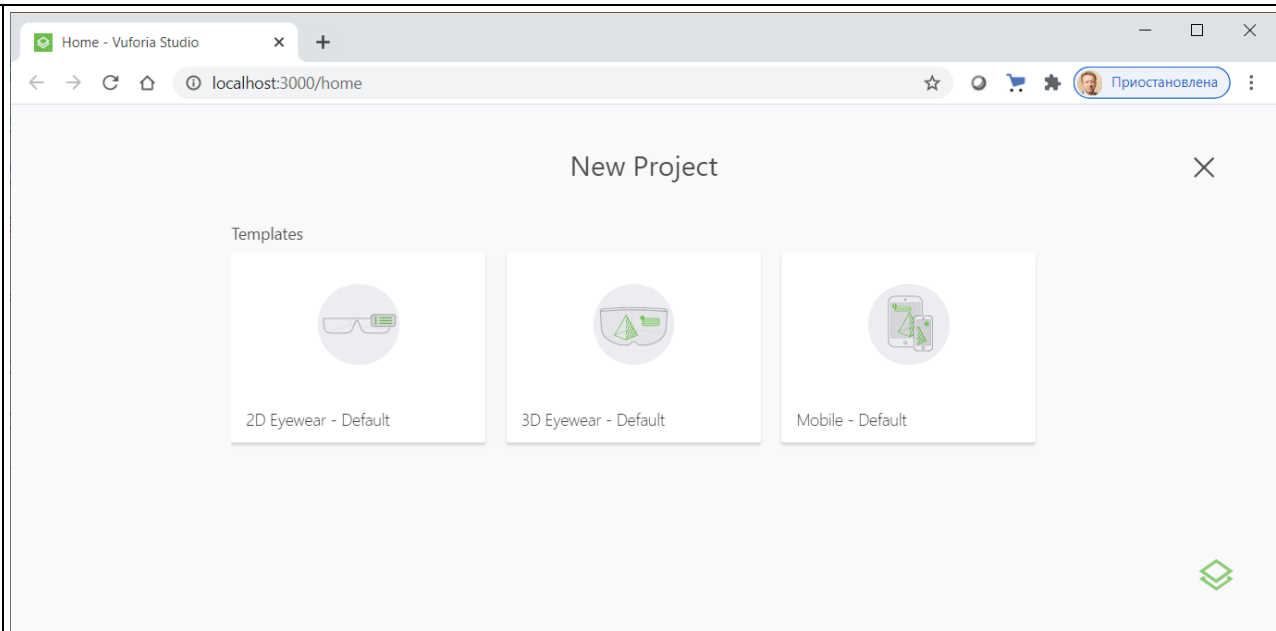 Home - Vuforia Studio
localhost:3000/home
Приостановлена
New Project
Templates
2D Eyewear - Default
3D Eyewear - Default
Mobile - Default